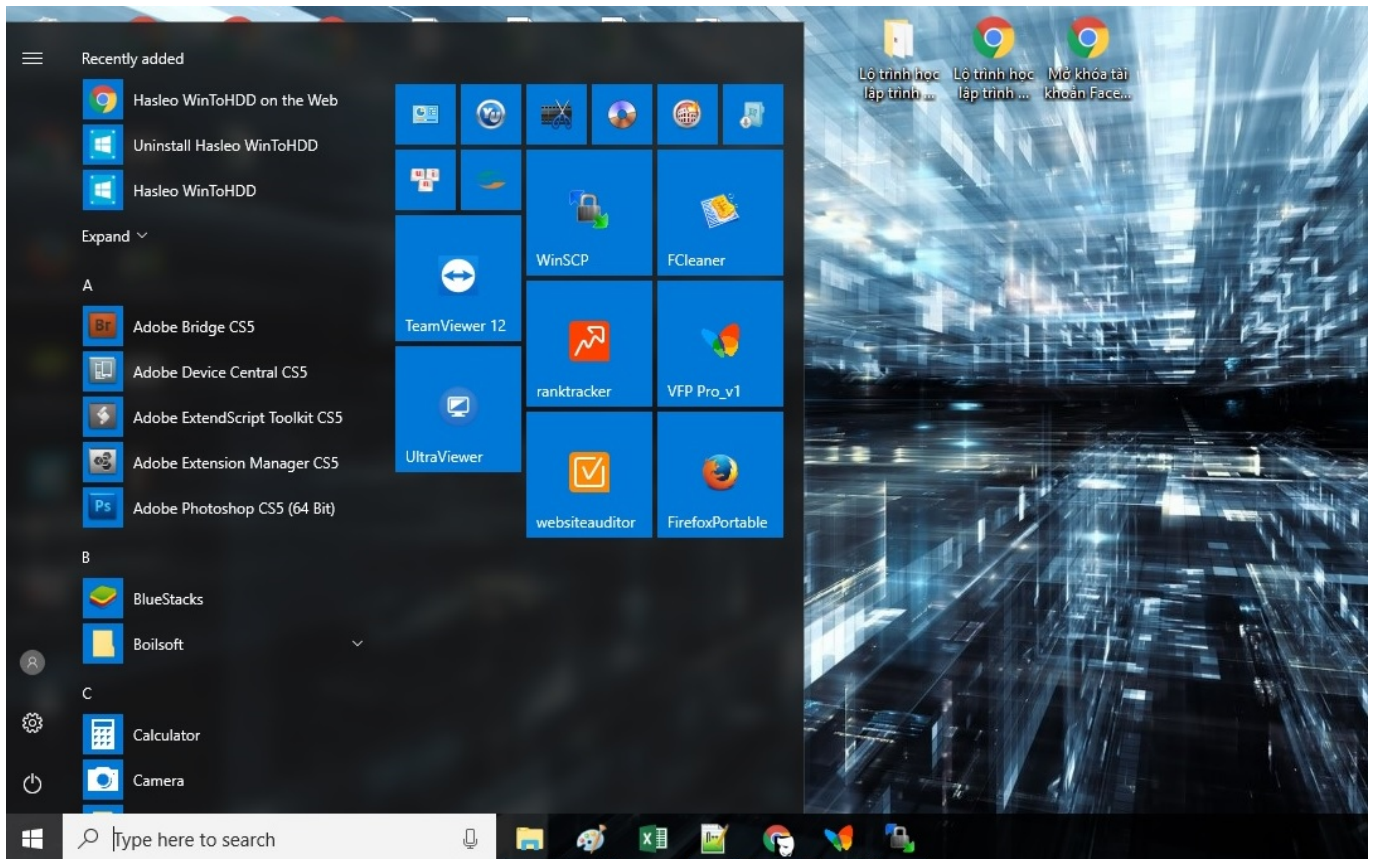 Recently added
Hasleo WinToHDD on the Web
Uninstall Hasleo WinToHDD
Hasleo WinToHDD
Expand
A
Br
Adobe Bridge CS5
Adobe Device Central CS5
Adobe ExtendScript Toolkit CS5
Adobe Extension Manager CS5
Ps
Adobe Photoshop CS5 (64 Bit)
B
BlueStacks
Boilsoft
C
Calculator
Camera
TeamViewer 12
UltraViewer
WinSCP
FCleaner
ranktracker
VFP Pro_v1
websiteauditor
FirefoxPortable
Lộ trình học
lập trình ...
Lộ trình học
lập trình ...
Mở khóa tài
khoản Face...
Type here to search